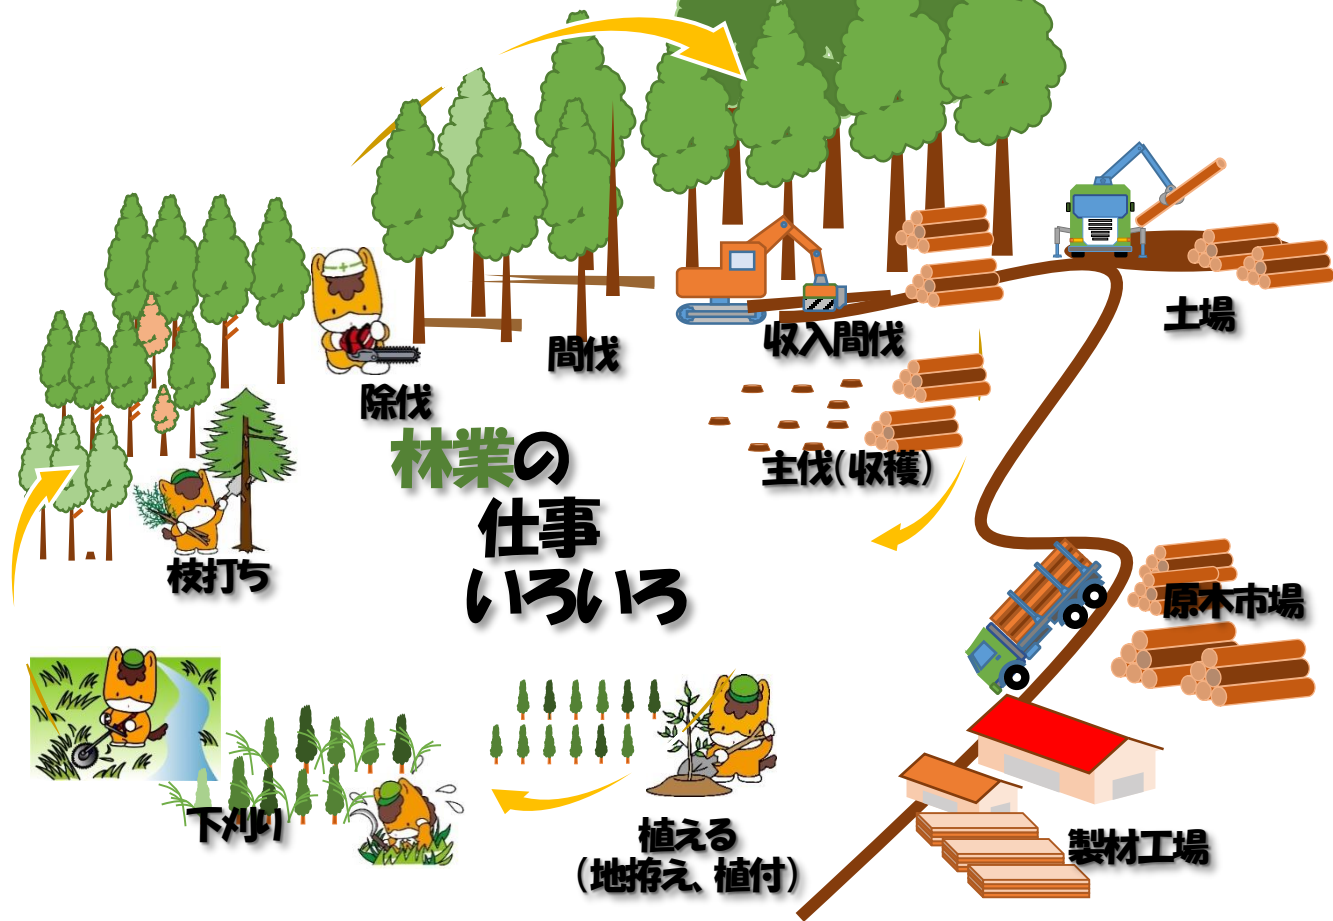 林業の
仕事
いろいろ
植える
(地拵え、植付)
下刈り
枝打ち
除伐
間伐
収入間伐
主伐(収穫)
土場
原木市場
製材工場